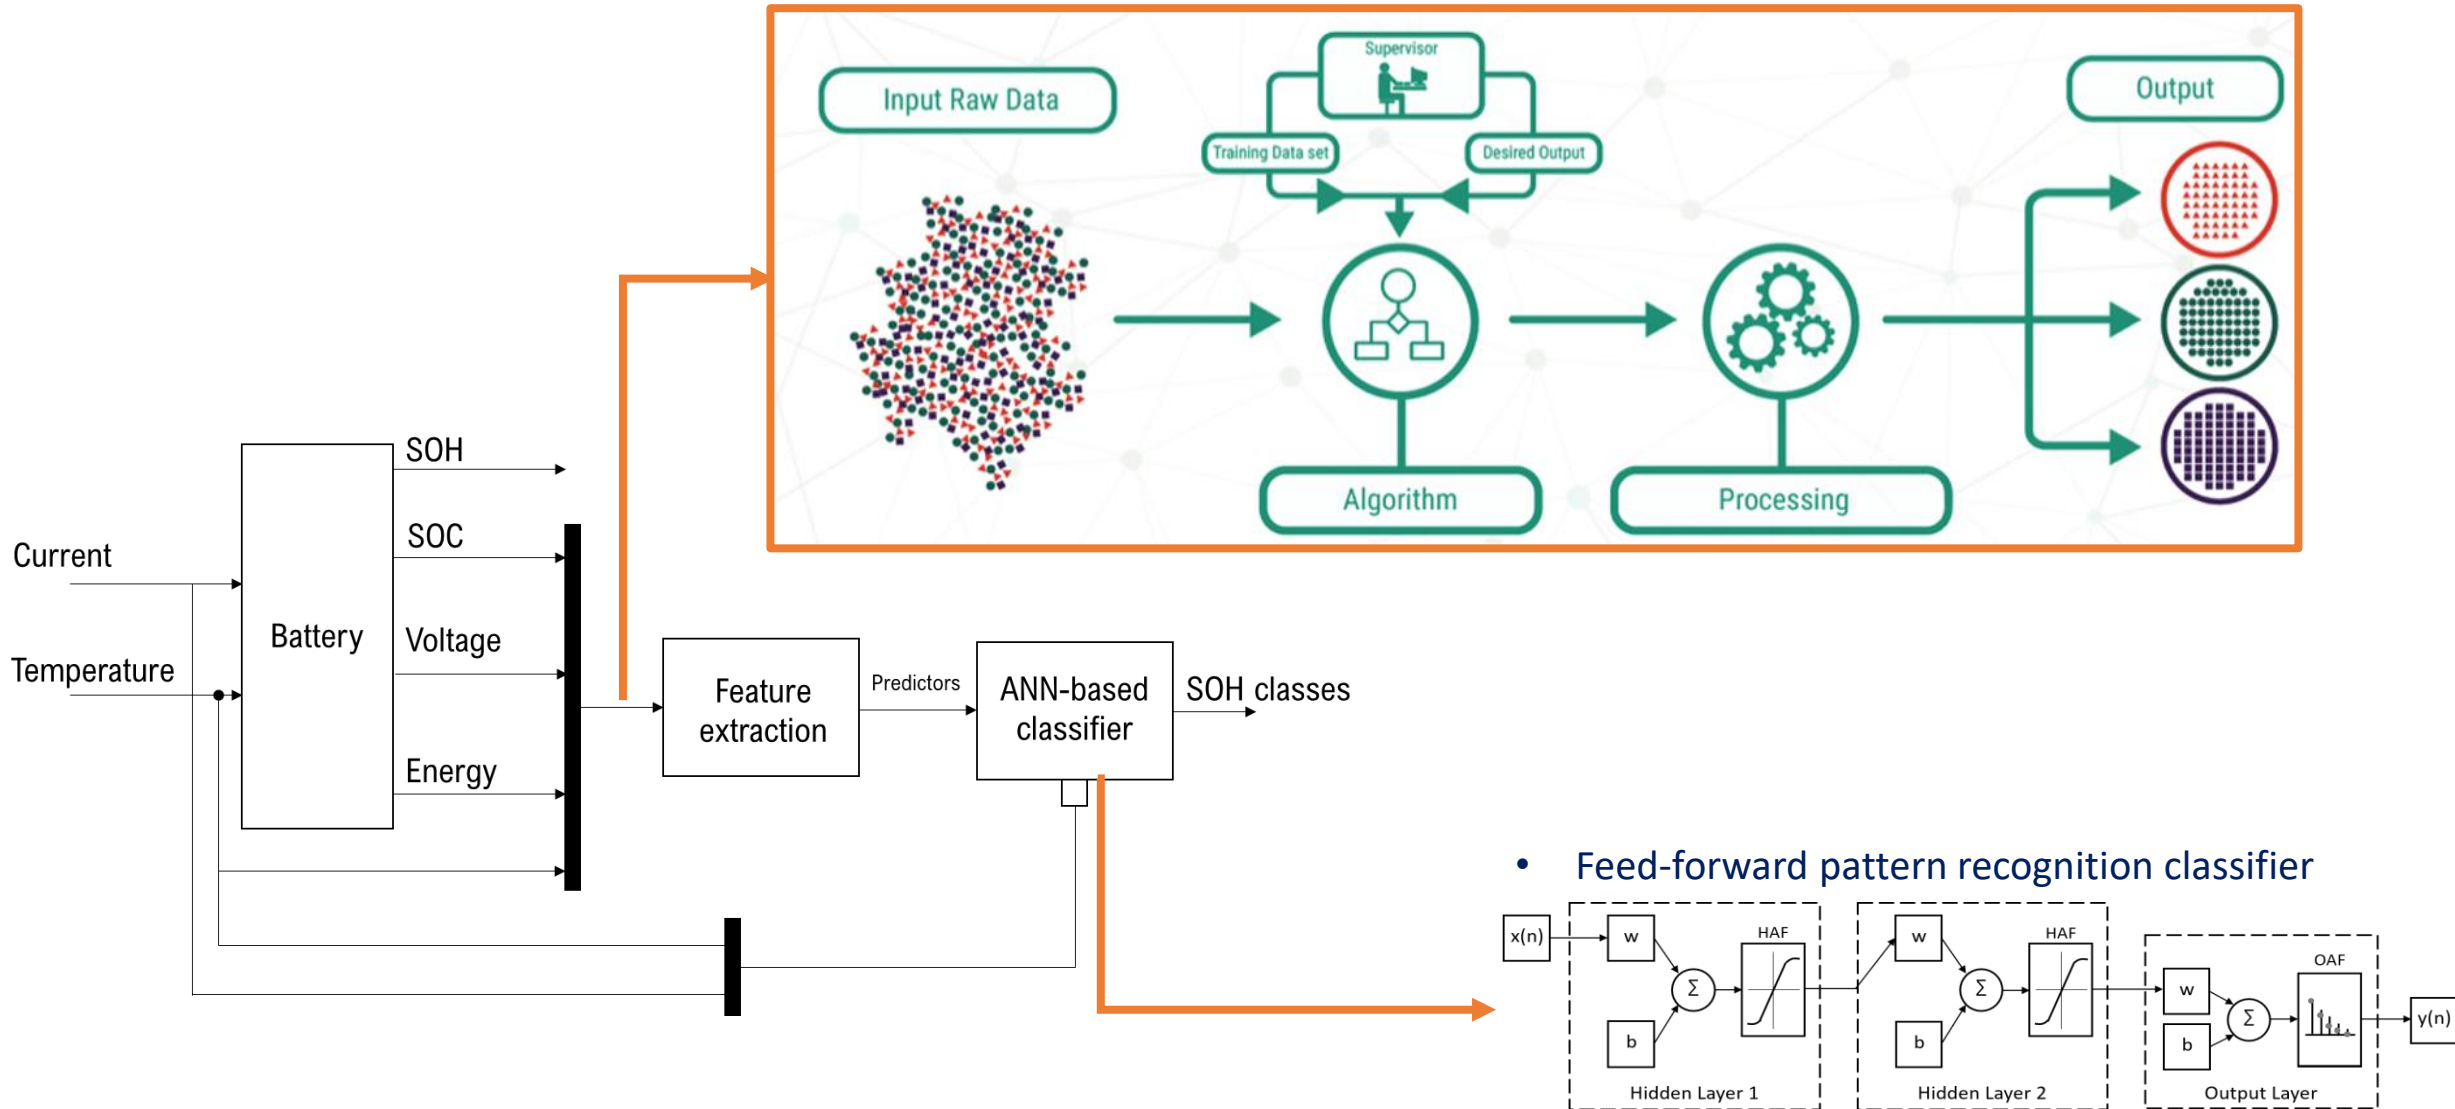 Supervisor
Input Raw Data
Output
Training Data set
Desired Output
Algorithm
Processing
SOH
SOC
Current
Battery
Voltage
Temperature
Energy
Feature
extraction
Predictors
ANN-based
classifier
SOH classes
• Feed-forward pattern recognition classifier
x(n)
w
HAF
Σ
b
Hidden Layer 1
w
HAF
Σ
b
Hidden Layer 2
OAF
w
Σ
b
y(n)
Output Layer